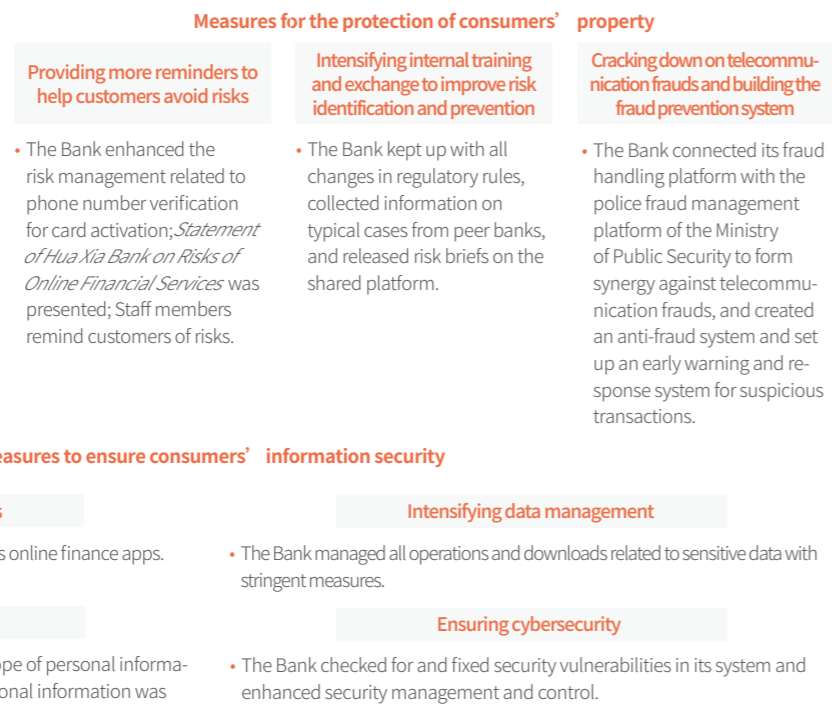 Measures for the protection of consumers’ property
Providing more reminders to
help customers avoid risks
• The Bank enhanced the
risk management related to
phone number verification
for card activation;Statement
of Hua Xia Bank on Risks of
Online Financial Services was
presented; Staff members
remind customers of risks.
Intensifying internal training
and exchange to improve risk
identification and prevention
• The Bank kept up with all
changes in regulatory rules,
collected information on
typical cases from peer banks,
and released risk briefs on the
shared platform.
Cracking down on telecommu-
nication frauds and building the
fraud prevention system
• The Bank connected its fraud
handling platform with the
police fraud management
platform of the Ministry
of Public Security to form
synergy against telecommu-
nication frauds, and created
an anti-fraud system and set
up an early warning and re-
sponse system for suspicious
transactions.
easures to ensure consumers’ information security
s
s online finance apps.
ope of personal informa-
onal information was
Intensifying data management
• The Bank managed all operations and downloads related to sensitive data with
stringent measures.
Ensuring cybersecurity
• The Bank checked for and fixed security vulnerabilities in its system and
enhanced security management and control.